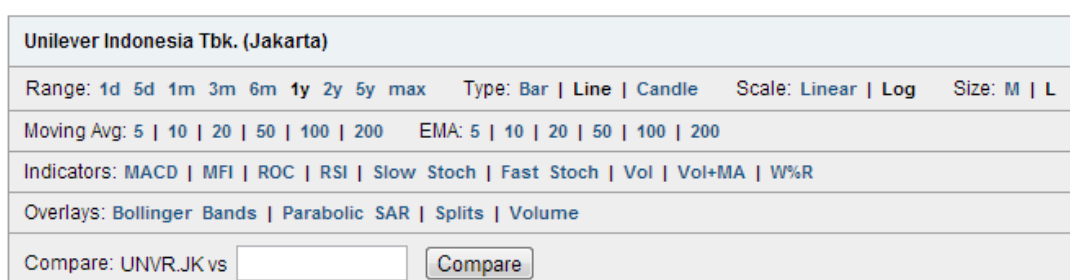 Unilever Indonesia Tbk. (Jakarta)
Range: 1d 5d 1m 3m 6m 1y 2y 5y max Type: Bar | Line | Candle Scale: Linear | Log Size: M | L
Moving Avg: 5 | 10 | 20 | 50 | 100 | 200 EMA: 5 | 10 | 20 | 50 | 100 | 200
Indicators: MACD | MFI | ROC | RSI | Slow Stoch | Fast Stoch | Vol | Vol+MA | W%R
Overlays: Bollinger Bands | Parabolic SAR | Splits | Volume
Compare: UNVR.JK vs Compare